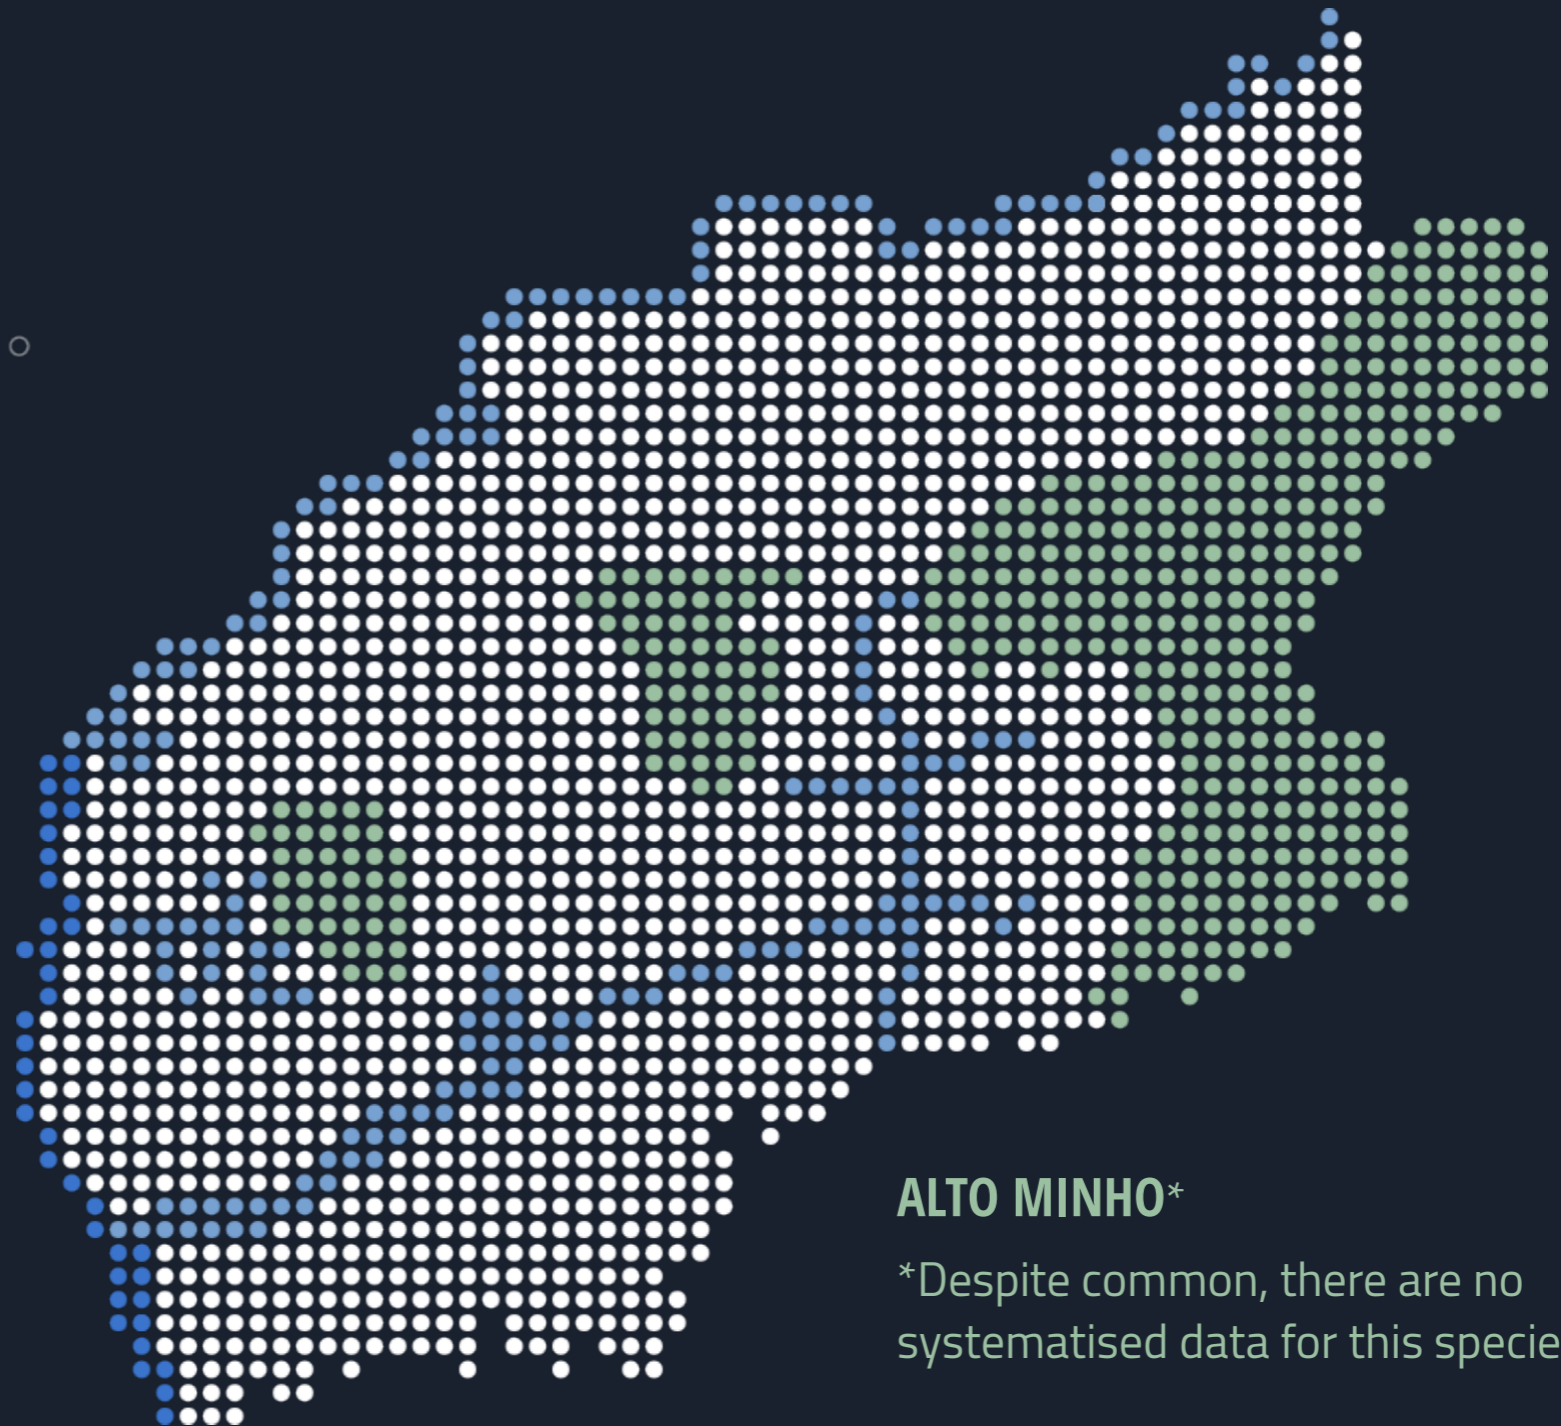 ALTO MINHO*
*Despite common, there are no
systematised data for this specie